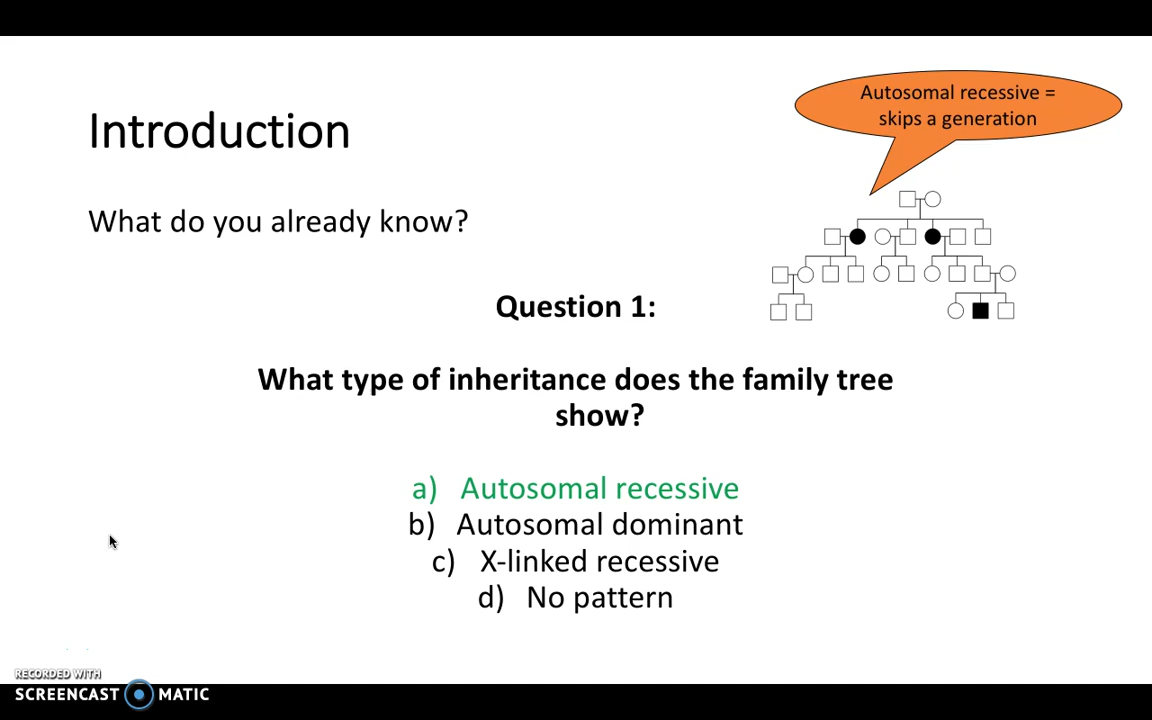 Autosomal recessive =
skips a generation
Introduction
What do you already know?
Question 1:
What type of inheritance does the family tree
show?
a) Autosomal recessive
b) Autosomal dominant
c) X-linked recessive
d) No pattern
RECORDED WITH
SCREENCAST MATIC